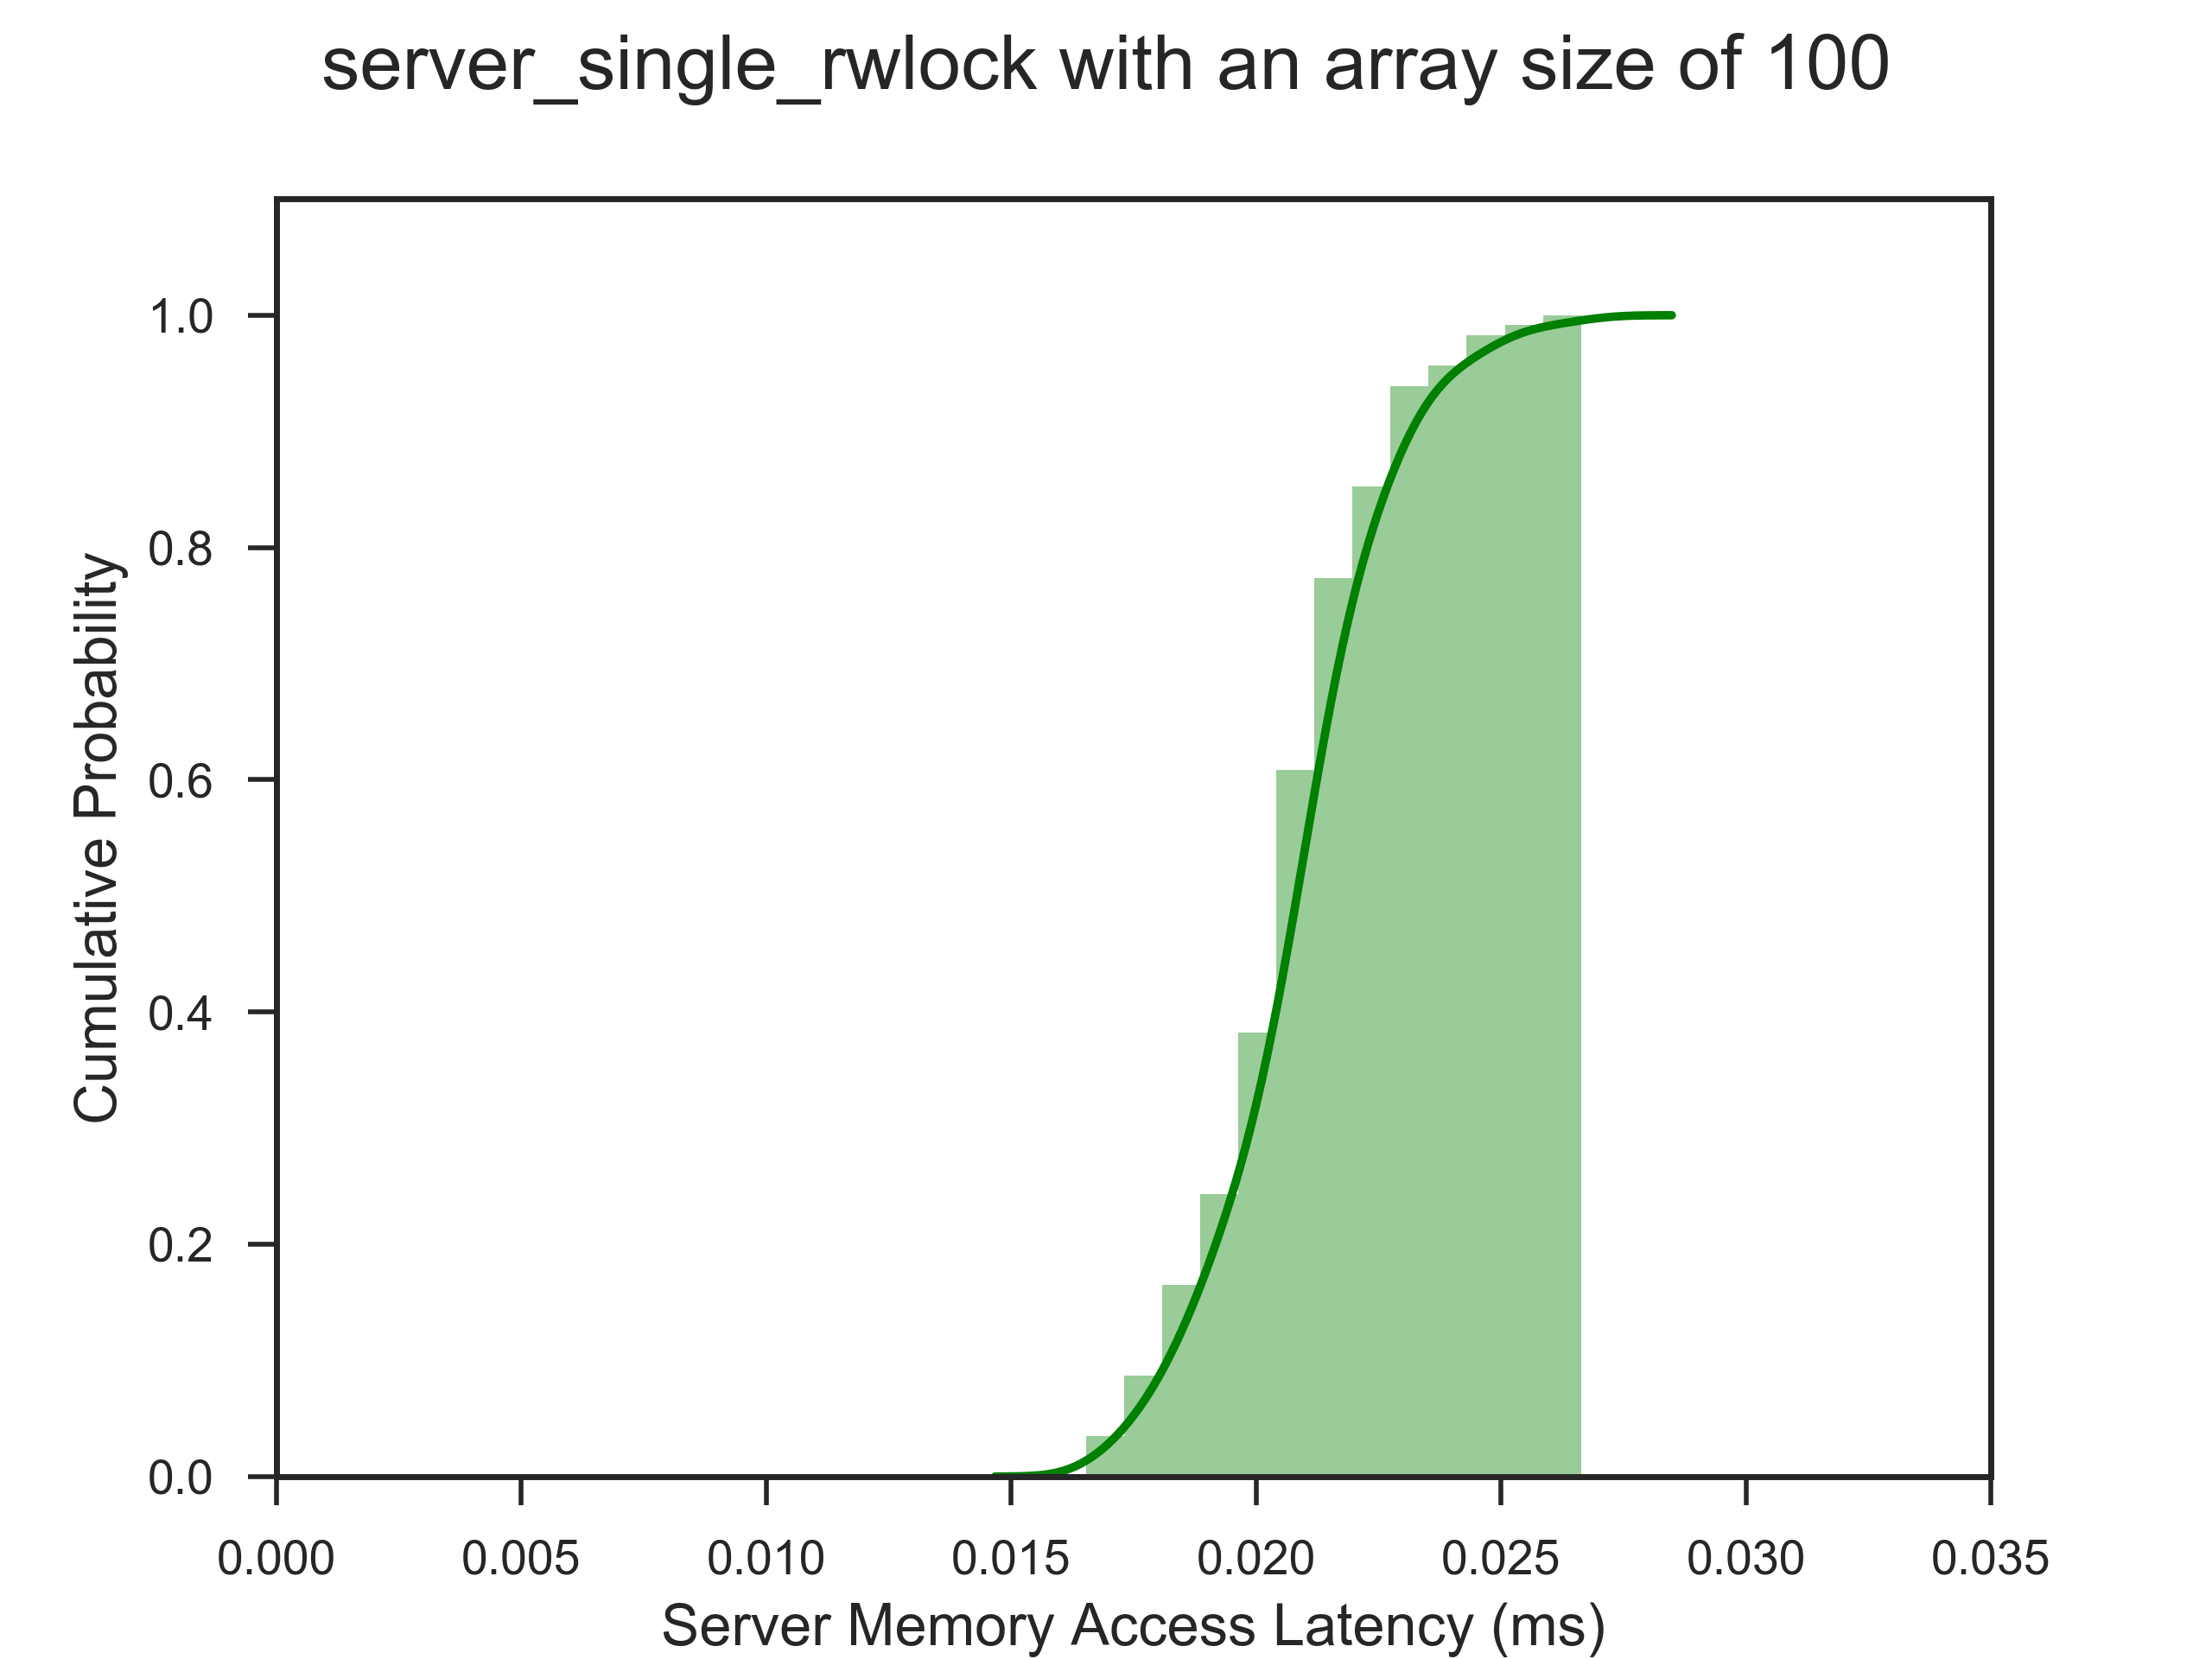 server_single_rwlock with an array size of 100
Cumulative Probability
1.0
0.8
0.6
0.4
0.2
0.0
0.000 0.005 0.010 0.015 0.020 0.025 0.030 0.035
Server Memory Access Latency (ms)